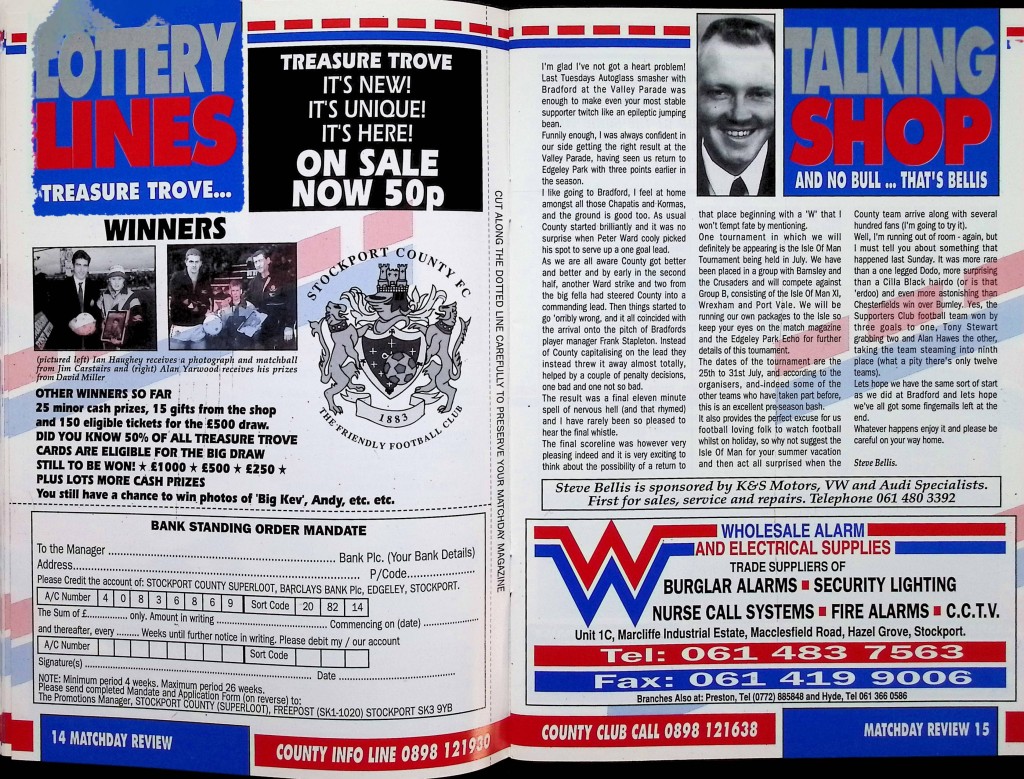 LOTTERY
LINES
TREASURE TROVE...
TREASURE TROVE
IT'S NEW!
IT'S UNIQUE!
IT'S HERE!
ON SALE
NOW 50p
WINNERS
(pictured left) Ian Haughey receives a photograph and matchball
from Jim Carstairs and (right) Alan Yarwood receives his prizes
from David Miller
STOCKPORT COUNTY FC
1883
THE FRIENDLY FOOTBALL CLUB
OTHER WINNERS SO FAR
25 minor cash prizes, 15 gifts from the shop
and 150 eligible tickets for the £500 draw.
DID YOU KNOW 50% OF ALL TREASURE TROVE
CARDS ARE ELIGIBLE FOR THE BIG DRAW
STILL TO BE WON! ★ £1000 ★ £500 ★ £250 ★
PLUS LOTS MORE CASH PRIZES
You still have a chance to win photos of 'Big Kev', Andy, etc. etc.
CUT ALONG THE DOTTED LINE CAREFULLY TO PRESERVE YOUR MATCHDAY MAGAZINE
BANK STANDING ORDER MANDATE
To the Manager .......... Bank Plc. (Your Bank Details)
Address.......... P/Code..........
Please Credit the account of: STOCKPORT COUNTY SUPERLOOT, BARCLAYS BANK Plc, EDGELEY, STOCKPORT.
A/C Number 4 0 8 3 6 8 6 9 Sort Code 20 82 14
The Sum of £.......... only. Amount in writing .......... Commencing on (date) ..........
and thereafter, every .......... Weeks until further notice in writing. Please debit my / our account
A/C Number Sort Code
Signature(s) .......... Date ..........
NOTE: Minimum period 4 weeks. Maximum period 26 weeks.
Please send completed Mandate and Application Form (on reverse) to:
The Promotions Manager, STOCKPORT COUNTY (SUPERLOOT), FREEPOST (SK1-1020) STOCKPORT SK3 9YB
14 MATCHDAY REVIEW
COUNTY INFO LINE 0898 121930
TALKING
SHOP
AND NO BULL ... THAT'S BELLIS
I'm glad I've not got a heart problem!
Last Tuesdays Autoglass smasher with
Bradford at the Valley Parade was
enough to make even your most stable
supporter twitch like an epileptic jumping
bean.
Funnily enough, I was always confident in
our side getting the right result at the
Valley Parade, having seen us return to
Edgeley Park with three points earlier in
the season.
I like going to Bradford, I feel at home
amongst all those Chapatis and Kormas,
and the ground is good too. As usual
County started brilliantly and it was no
surprise when Peter Ward cooly picked
his spot to serve up a one goal lead.
As we are all aware County got better
and better and by early in the second
half, another Ward strike and two from
the big fella had steered County into a
commanding lead. Then things started to
go 'orribly wrong, and it all coincided with
the arrival onto the pitch of Bradfords
player manager Frank Stapleton. Instead
of County capitalising on the lead they
instead threw it away almost totally,
helped by a couple of penalty decisions,
one bad and one not so bad.
The result was a final eleven minute
spell of nervous hell (and that rhymed)
and I have rarely been so pleased to
hear the final whistle.
The final scoreline was however very
pleasing indeed and it is very exciting to
think about the possibility of a return to
that place beginning with a 'W' that I
won't tempt fate by mentioning.
One tournament in which we will
definitely be appearing is the Isle Of Man
Tournament being held in July. We have
been placed in a group with Barnsley and
the Crusaders and will compete against
Group B, consisting of the Isle Of Man XI,
Wrexham and Port Vale. We will be
running our own packages to the Isle so
keep your eyes on the match magazine
and the Edgeley Park Echo for further
details of this tournament.
The dates of the tournament are the
25th to 31st July, and according to the
organisers, and-indeed some of the
other teams who have taken part before,
this is an excellent pre-season bash.
It also provides the perfect excuse for us
football loving folk to watch football
whilst on holiday, so why not suggest the
Isle Of Man for your summer vacation
and then act all surprised when the
County team arrive along with several
hundred fans (I'm going to try it).
Well, I'm running out of room - again, but
I must tell you about something that
happened last Sunday. It was more rare
than a one legged Dodo, more surprising
than a Cilla Black hairdo (or is that
'erdoo) and even more astonishing than
Chesterfields win over Burnley. Yes, the
Supporters Club football team won by
three goals to one, Tony Stewart
grabbing two and Alan Hawes the other,
taking the team steaming into ninth
place (what a pity there's only twelve
teams).
Lets hope we have the same sort of start
as we did at Bradford and lets hope
we've all got some fingernails left at the
end.
Whatever happens enjoy it and please be
careful on your way home.
Steve Bellis.
Steve Bellis is sponsored by K&S Motors, VW and Audi Specialists.
First for sales, service and repairs. Telephone 061 480 3392
W
WHOLESALE ALARM
AND ELECTRICAL SUPPLIES
TRADE SUPPLIERS OF
BURGLAR ALARMS ■ SECURITY LIGHTING
NURSE CALL SYSTEMS ■ FIRE ALARMS ■ C.C.T.V.
Unit 1C, Marcliffe Industrial Estate, Macclesfield Road, Hazel Grove, Stockport.
Tel: 061 483 7563
Fax: 061 419 9006
Branches Also at: Preston, Tel (0772) 885848 and Hyde, Tel 061 366 0586
COUNTY CLUB CALL 0898 121638
MATCHDAY REVIEW 15